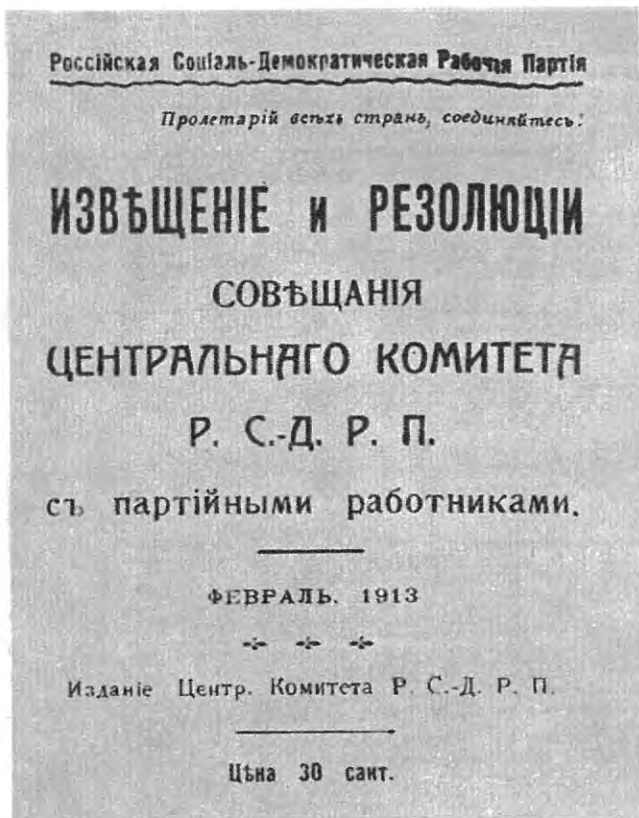 Россійская Соціаль-Демократическая Рабочая Партія
Пролетаріи всѣхъ странъ, соединяйтесь!
ИЗВѢЩЕНІЕ и РЕЗОЛЮЦІИ
СОВѢЩАНІЯ
ЦЕНТРАЛЬНАГО КОМИТЕТА
Р. С.-Д. Р. П.
съ партійными работниками.
ФЕВРАЛЬ. 1913
Изданіе Центр. Комитета Р. С.-Д. Р. П.
Цѣна 30 сант.